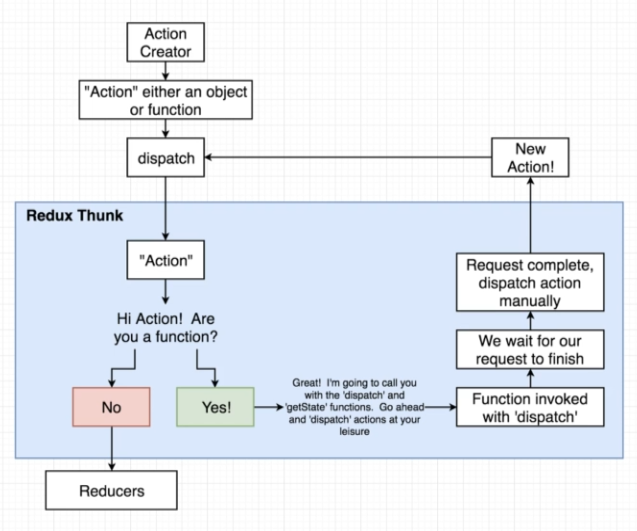 Action
Creator
"Action" either an object
or function
dispatch
New
Action!
Redux Thunk
"Action"
Request complete,
dispatch action
manually
Hi Action! Are
you a function?
We wait for our
request to finish
No
Yes!
Great! I'm going to call you
with the 'dispatch' and
'getState' functions. Go ahead
and 'dispatch' actions at your
leisure
Function invoked
with 'dispatch'
Reducers